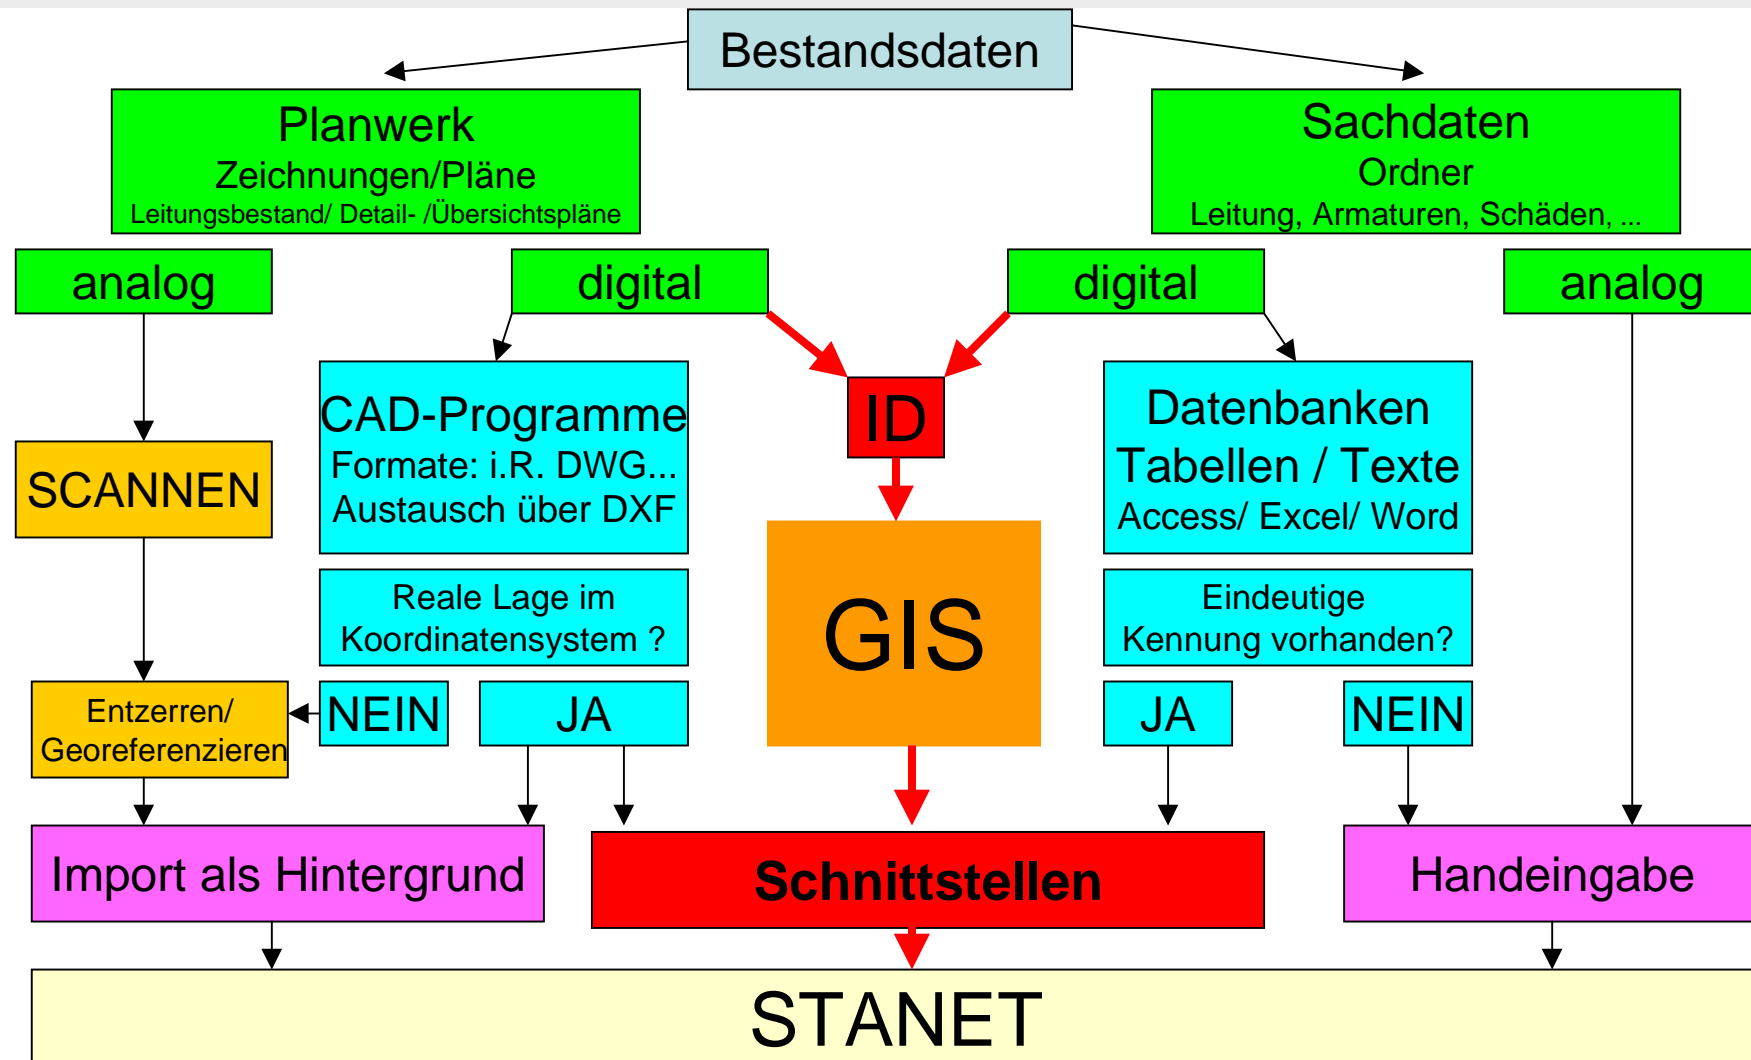 Bestandsdaten
Planwerk
Zeichnungen/Pläne
Leitungsbestand/ Detail- /Übersichtspläne
Sachdaten
Ordner
Leitung, Armaturen, Schäden, ...
analog
digital
digital
analog
SCANNEN
CAD-Programme
Formate: i.R. DWG...
Austausch über DXF
ID
Datenbanken
Tabellen / Texte
Access/ Excel/ Word
Reale Lage im
Koordinatensystem ?
GIS
Eindeutige
Kennung vorhanden?
Entzerren/
Georeferenzieren
NEIN
JA
JA
NEIN
Import als Hintergrund
Schnittstellen
Handeingabe
STANET